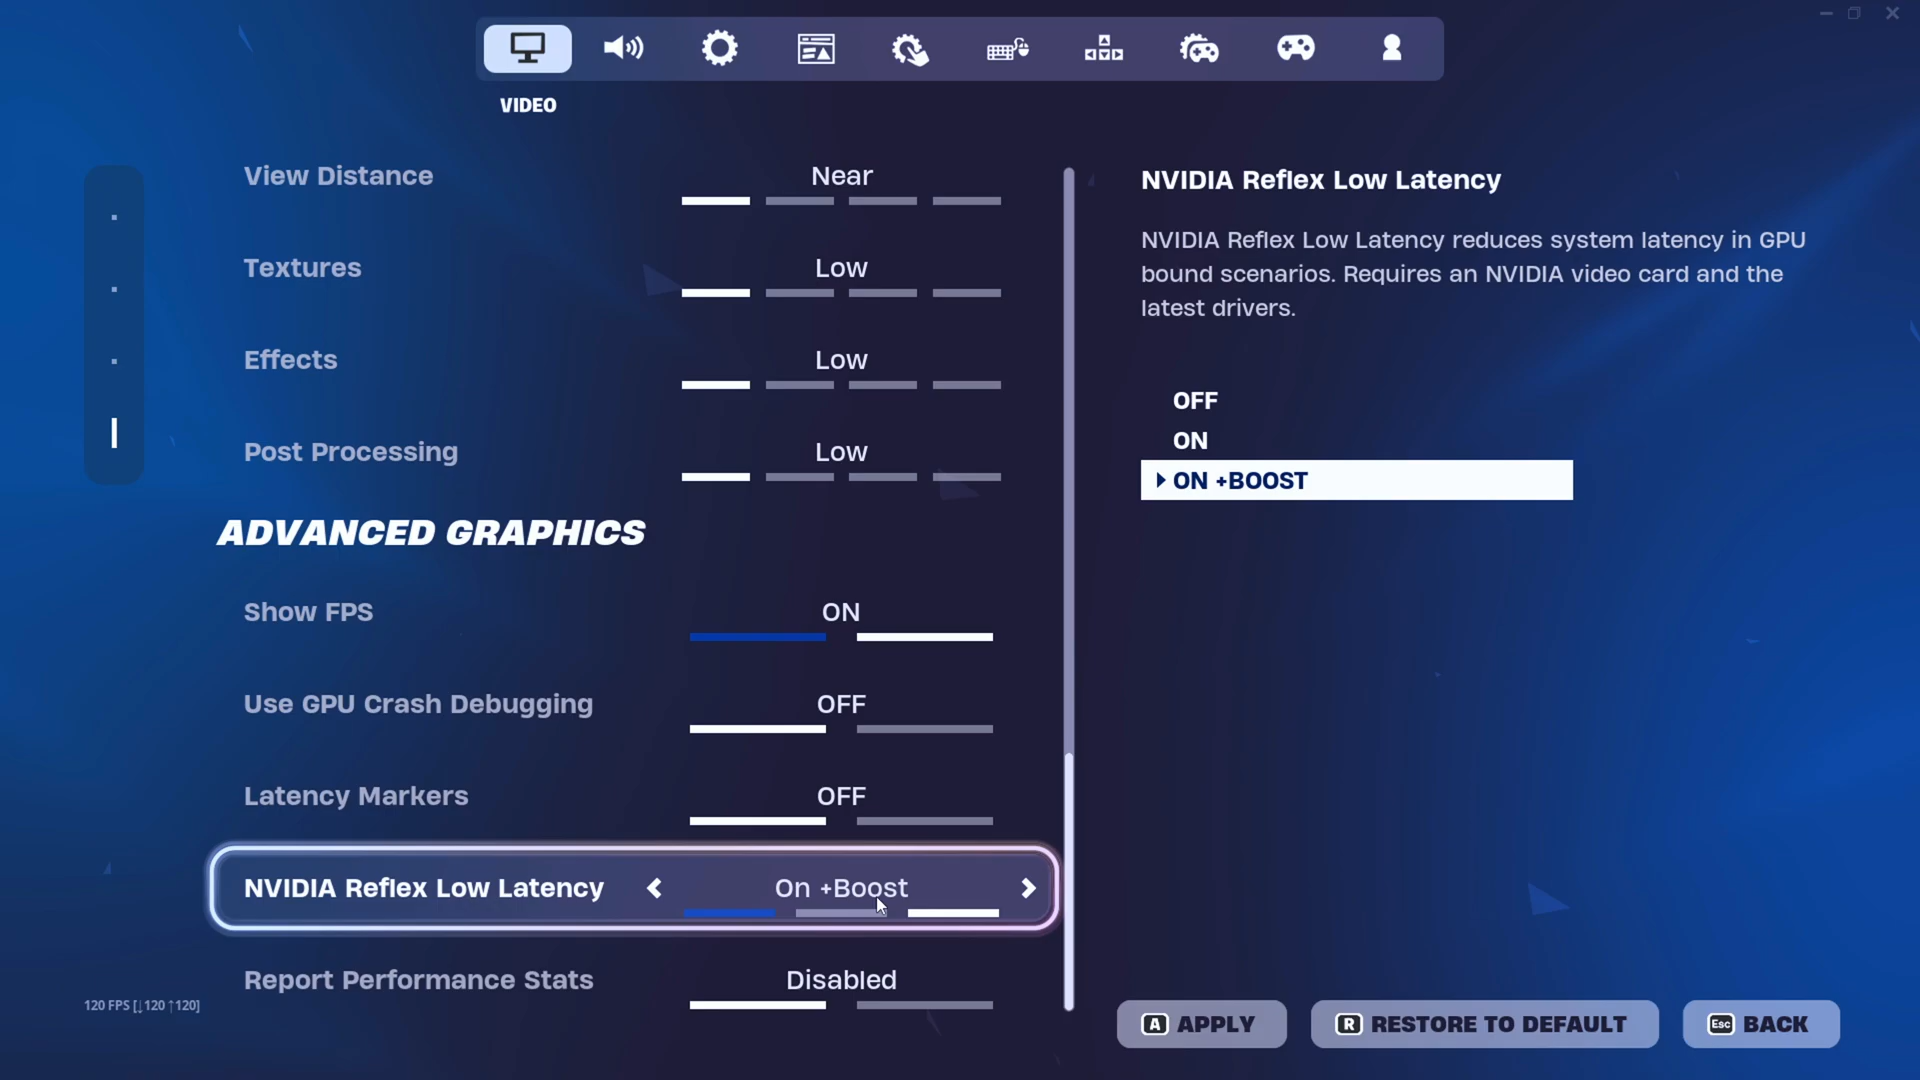 VIDEO
View Distance
Near
Textures
Low
Effects
Low
Post Processing
Low
ADVANCED GRAPHICS
Show FPS
ON
Use GPU Crash Debugging
OFF
Latency Markers
OFF
NVIDIA Reflex Low Latency
On +Boost
Report Performance Stats
Disabled
120 FPS [↓120 ↑120]
NVIDIA Reflex Low Latency
NVIDIA Reflex Low Latency reduces system latency in GPU
bound scenarios. Requires an NVIDIA video card and the
latest drivers.
OFF
ON
ON +BOOST
A APPLY
R RESTORE TO DEFAULT
Esc BACK